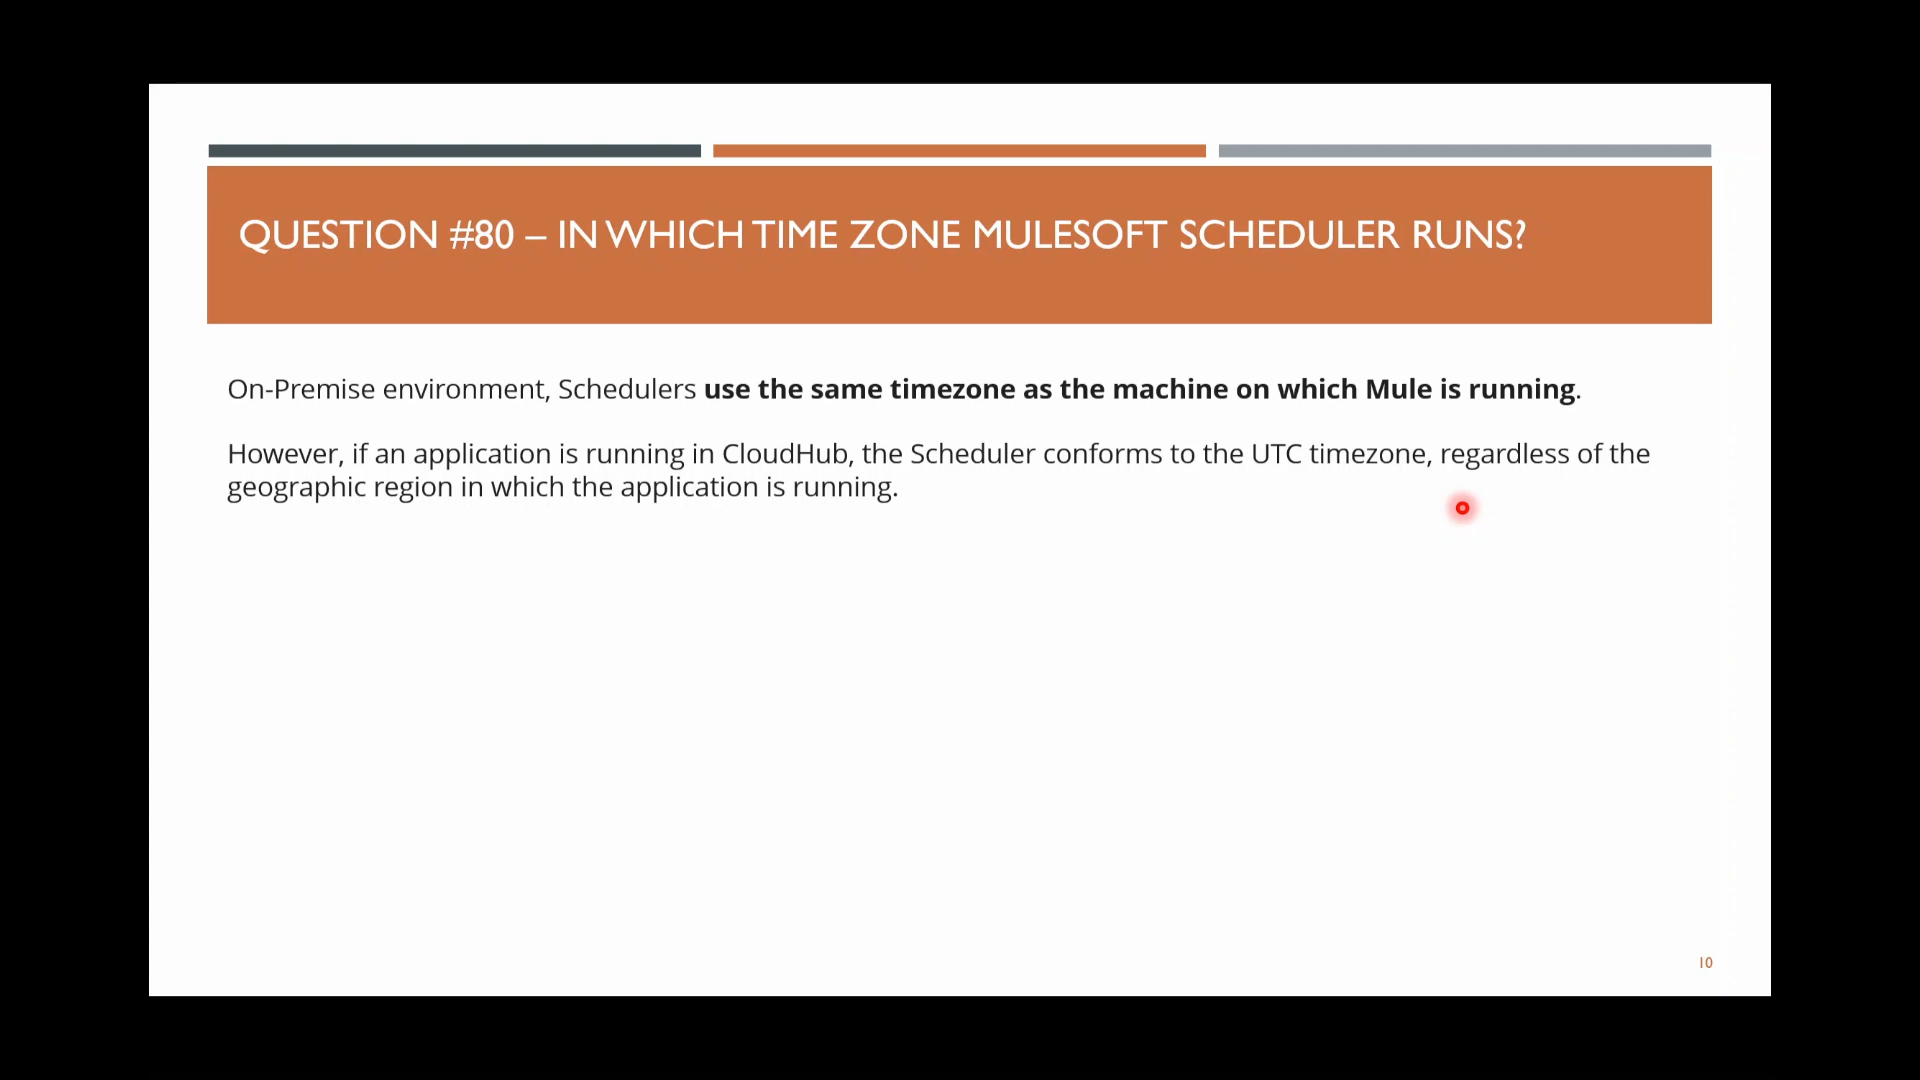 QUESTION #80 – IN WHICH TIME ZONE MULESOFT SCHEDULER RUNS?
On-Premise environment, Schedulers use the same timezone as the machine on which Mule is running.
However, if an application is running in CloudHub, the Scheduler conforms to the UTC timezone, regardless of the
geographic region in which the application is running.
10